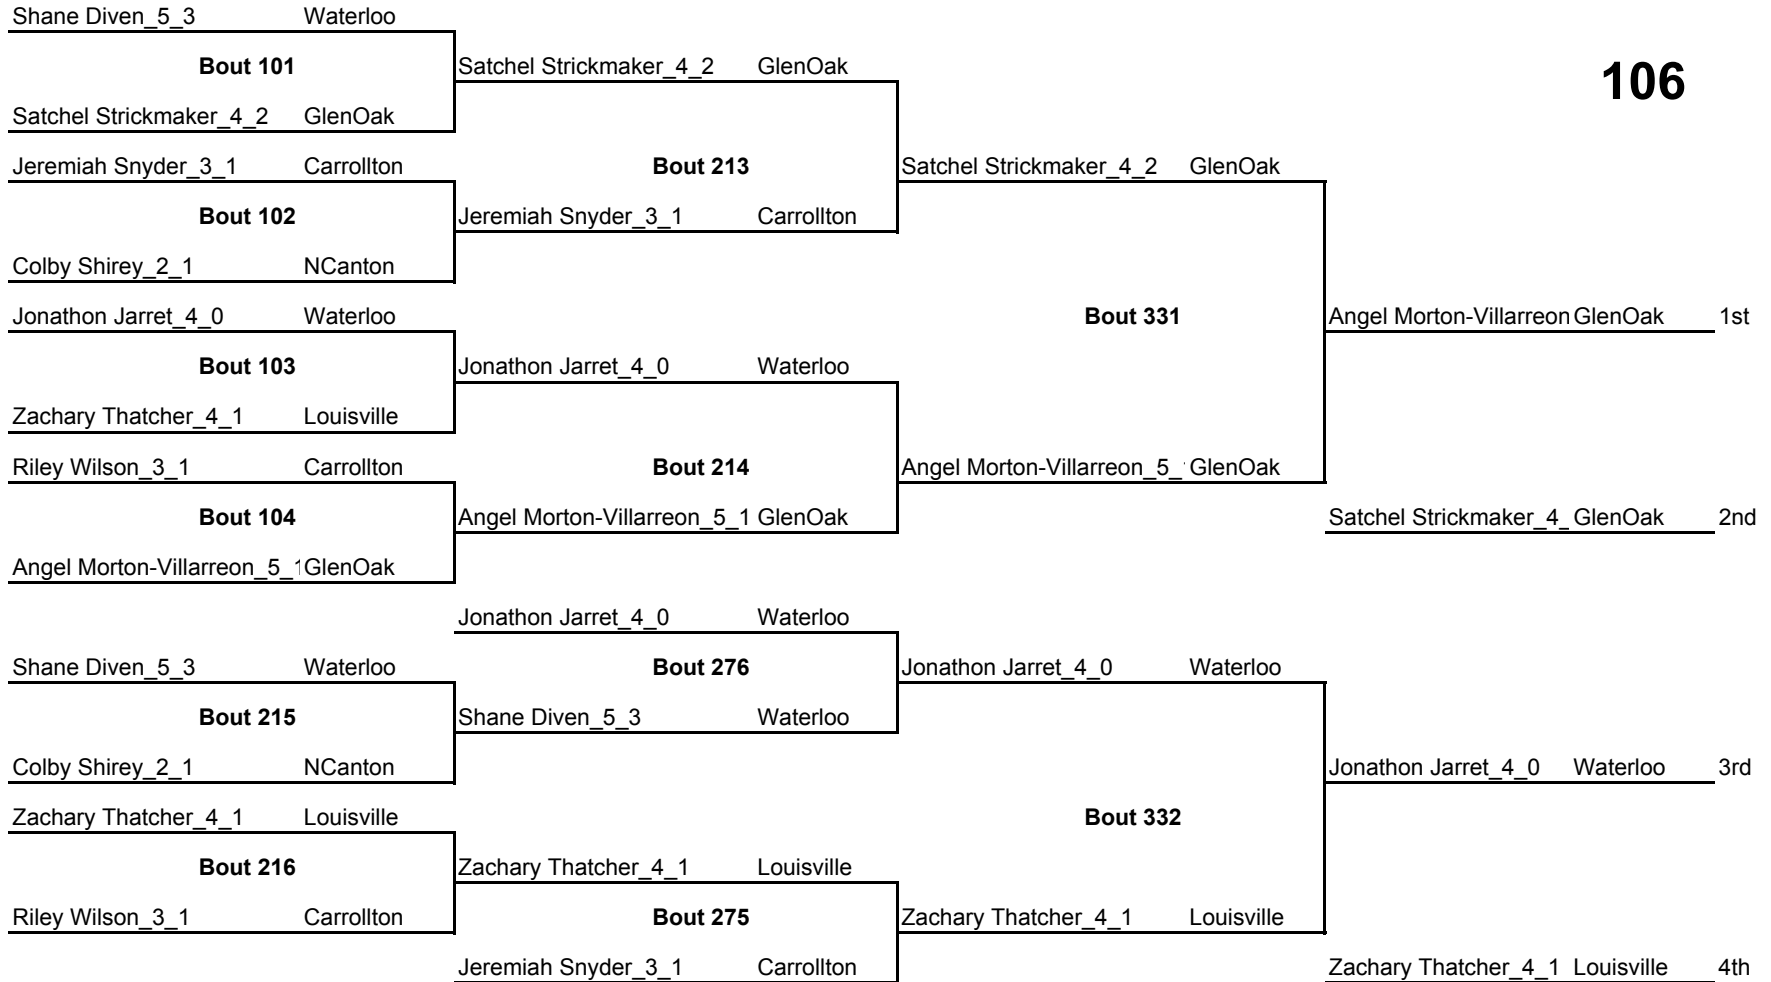 Shane Diven_5_3 Waterloo
Bout 101 Satchel Strickmaker_4_2 GlenOak 106
Satchel Strickmaker_4_2 GlenOak
Jeremiah Snyder_3_1 Carrollton Bout 213 Satchel Strickmaker_4_2 GlenOak
Bout 102 Jeremiah Snyder_3_1 Carrollton
Colby Shirey_2_1 NCanton
Jonathon Jarret_4_0 Waterloo Bout 331 Angel Morton-Villarreon GlenOak 1st
Bout 103 Jonathon Jarret_4_0 Waterloo
Zachary Thatcher_4_1 Louisville
Riley Wilson_3_1 Carrollton Bout 214 Angel Morton-Villarreon_5_ GlenOak
Bout 104 Angel Morton-Villarreon_5_1 GlenOak Satchel Strickmaker_4_ GlenOak 2nd
Angel Morton-Villarreon_5_1 GlenOak
Jonathon Jarret_4_0 Waterloo
Shane Diven_5_3 Waterloo Bout 276 Jonathon Jarret_4_0 Waterloo
Bout 215 Shane Diven_5_3 Waterloo
Colby Shirey_2_1 NCanton Jonathon Jarret_4_0 Waterloo 3rd
Zachary Thatcher_4_1 Louisville Bout 332
Bout 216 Zachary Thatcher_4_1 Louisville
Riley Wilson_3_1 Carrollton Bout 275 Zachary Thatcher_4_1 Louisville
Jeremiah Snyder_3_1 Carrollton Zachary Thatcher_4_1 Louisville 4th